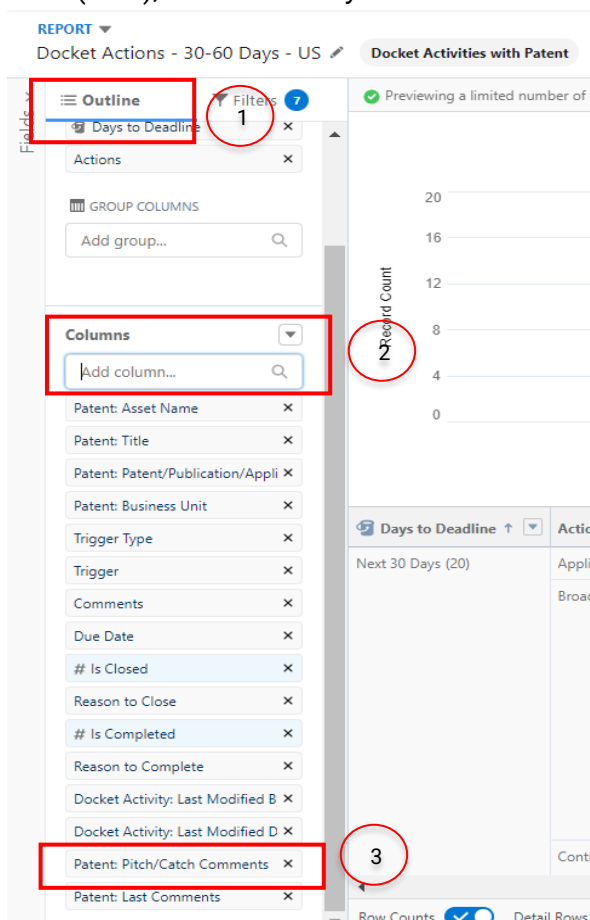 REPORT
Docket Actions - 30-60 Days - US
Docket Activities with Patent
Fields
Outline
Filters 7
1
Previewing a limited number of
Days to Deadline
Actions
GROUP COLUMNS
Add group...
Columns
Add column...
2
Patent: Asset Name
Patent: Title
Patent: Patent/Publication/Appli
Patent: Business Unit
Trigger Type
Trigger
Comments
Due Date
# Is Closed
Reason to Close
# Is Completed
Reason to Complete
Docket Activity: Last Modified B
Docket Activity: Last Modified D
Patent: Pitch/Catch Comments
3
Patent: Last Comments
Record Count
20
16
12
8
4
0
Days to Deadline ↑
Actio
Next 30 Days (20)
Appli
Broad
Conti
Row Counts
Detail Rows